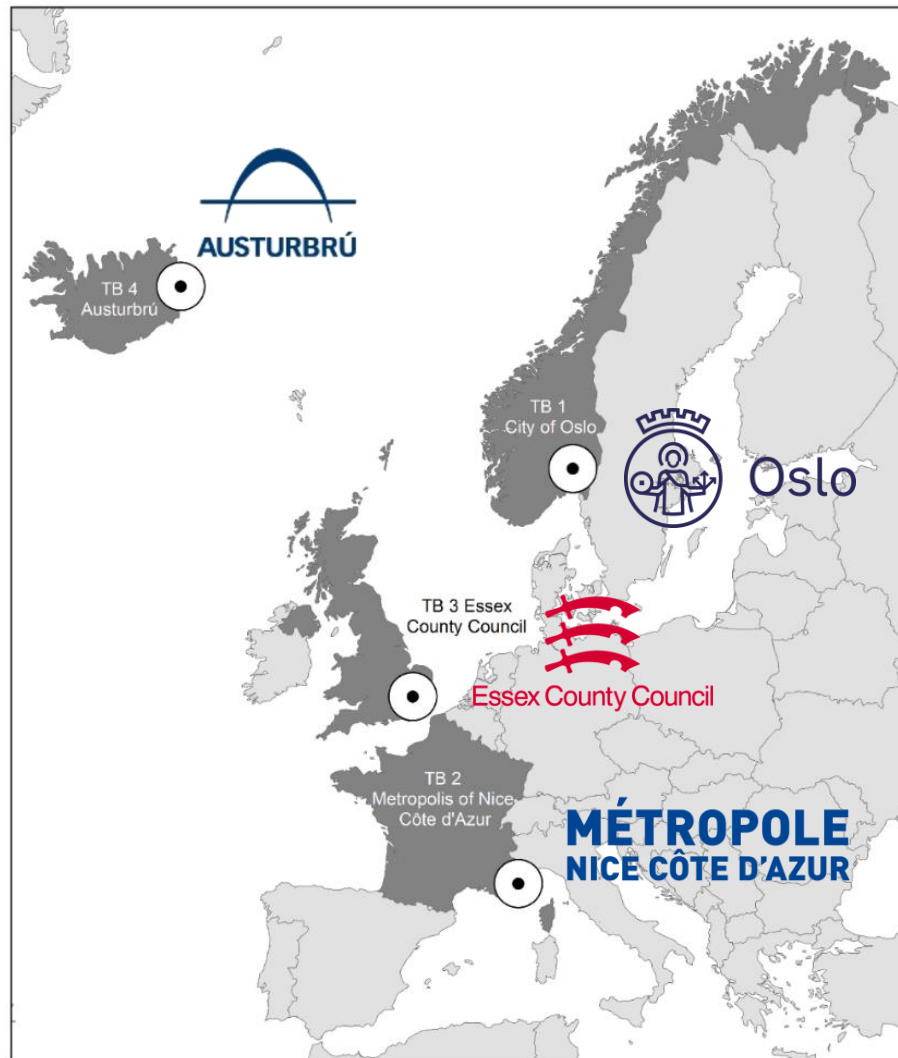 AUSTURBRÚ
TB 4
Austurbrú
TB 1
City of Oslo
Oslo
TB 3 Essex
County Council
Essex County Council
TB 2
Metropolis of Nice
Côte d'Azur
MÉTROPOLE
NICE CÔTE D'AZUR